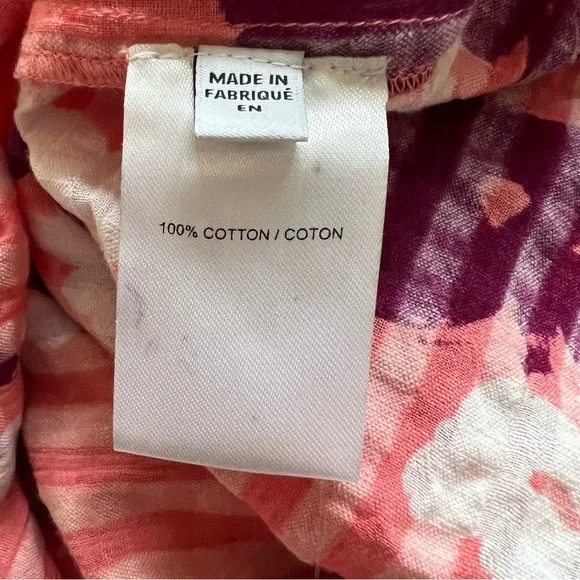 MADE IN
FABRIQUÉ
EN
100% COTTON / COTON